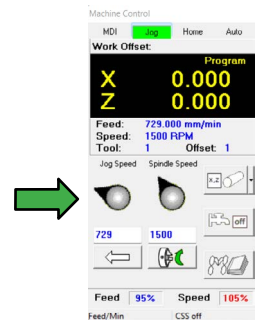 Machine Control
MDI Jog Home Auto
Work Offset:
Program
X 0.000
Z 0.000
Feed: 729.000 mm/min
Speed: 1500 RPM
Tool: 1 Offset: 1
Jog Speed Spindle Speed
X,Z
off
729 1500
Feed 95% Speed 105%
Feed/Min CSS off